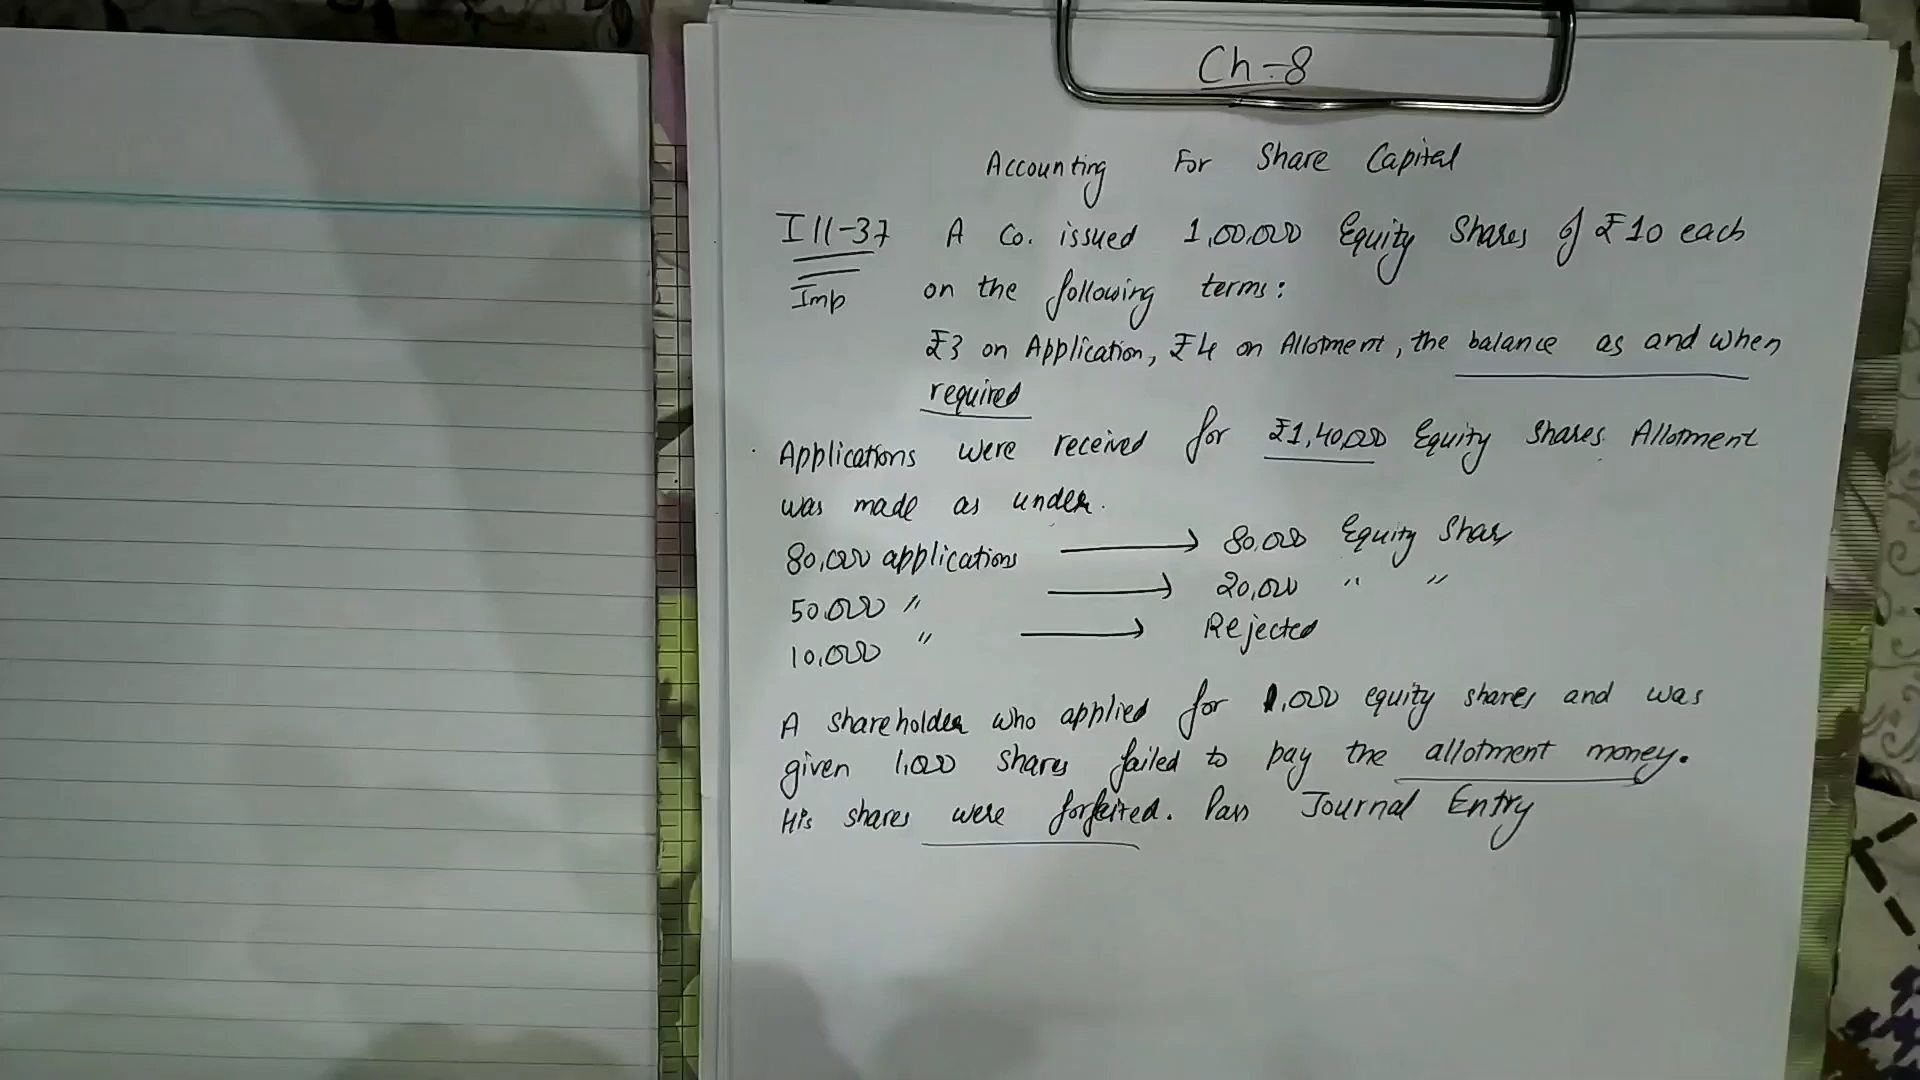 Ch-8
Accounting For Share Capital
Ill-37 A Co. issued 1,00,000 Equity Shares of ₹10 each
Imp on the following terms:
₹3 on Application, ₹4 on Allotment, the balance as and when
required
Applications were received for ₹1,40,000 Equity Shares. Allotment
was made as under.
80,000 applications → 80,000 Equity Shares
50,000 " → 20,000 " "
10,000 " → Rejected
A shareholder who applied for 1,000 equity shares and was
given 1,000 shares failed to pay the allotment money.
His shares were forfeited. Pass Journal Entry